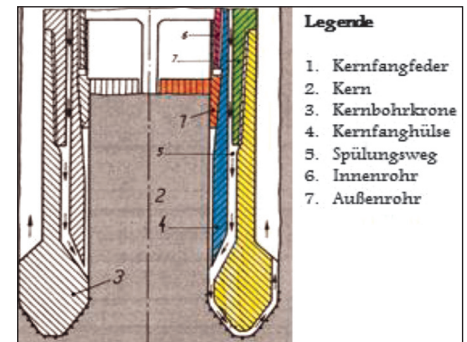 Legende
1. Kernfangfeder
2. Kern
3. Kernbohrkrone
4. Kernfanghülse
5. Spülungsweg
6. Innenrohr
7. Außenrohr
6
7
1
5
2
4
3